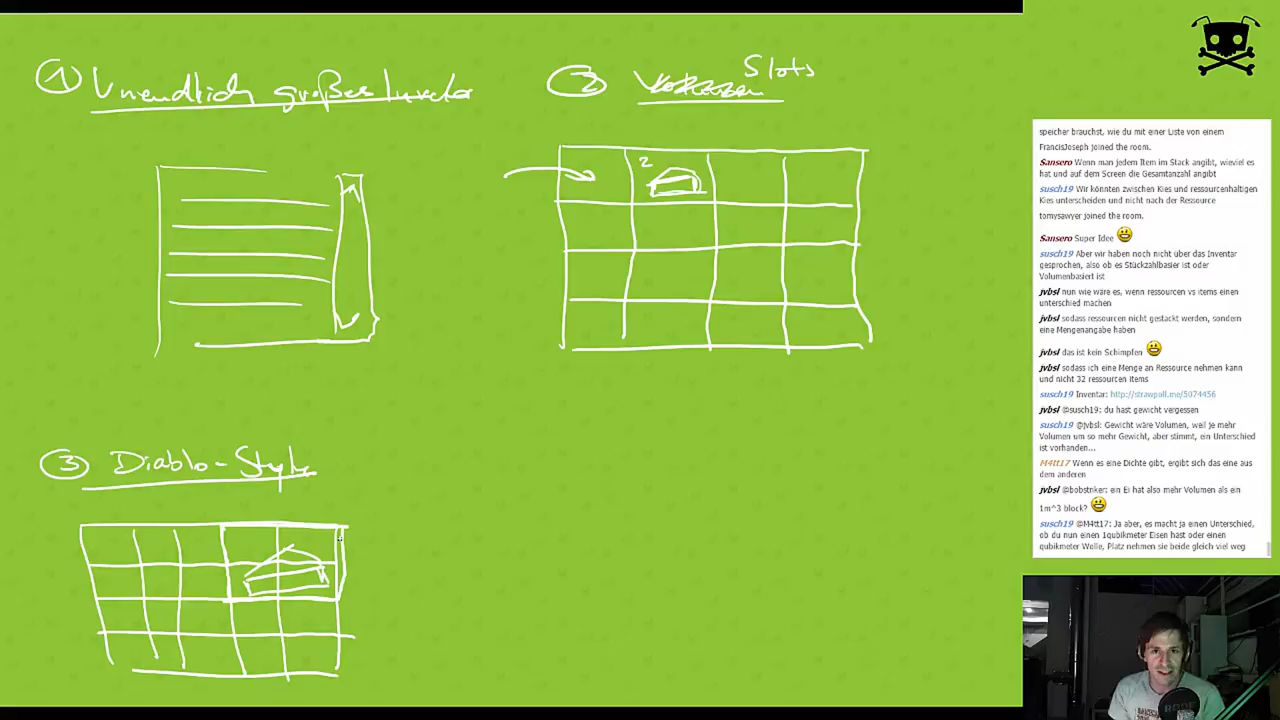 ① Unendlich großes Inventar
② Slots
2
③ Diablo-Style
speicher brauchst, wie du mit einer Liste von einem
FrancisJoseph joined the room.
Sansero Wenn man jedem Item im Stack angibt, wieviel es
hat und auf dem Screen die Gesamtanzahl angibt
susch19 Wir könnten zwischen Kies und ressourcenhaltigen
Kies unterscheiden und nicht nach der Ressource
tomysawyer joined the room.
Sansero Super Idee
susch19 Aber wir haben noch nicht über das Inventar
gesprochen, also ob es Stückzahlbasier ist oder
Volumenbasiert ist
jvbsl nun wie wäre es, wenn ressourcen vs items einen
unterschied machen
jvbsl sodass ressourcen nicht gestackt werden, sondern
eine Mengenangabe haben
jvbsl das ist kein Schimpfen
jvbsl sodass ich eine Menge an Ressource nehmen kann
und nicht 32 ressourcen items
susch19 Inventar: http://strawpoll.me/5074456
jvbsl @susch19: du hast gewicht vergessen
susch19 @jvbsl: Gewicht wäre Volumen, weil je mehr
Volumen um so mehr Gewicht, aber stimmt, ein Unterschied
ist vorhanden...
M4tt17 Wenn es eine Dichte gibt, ergibt sich das eine aus
dem anderen
jvbsl @bobstriker: ein Ei hat also mehr Volumen als ein
1m^3 block?
susch19 @M4tt17: Ja aber, es macht ja einen Unterschied,
ob du nun einen 1qubikmeter Eisen hast oder einen
qubikmeter Wolle, Platz nehmen sie beide gleich viel weg